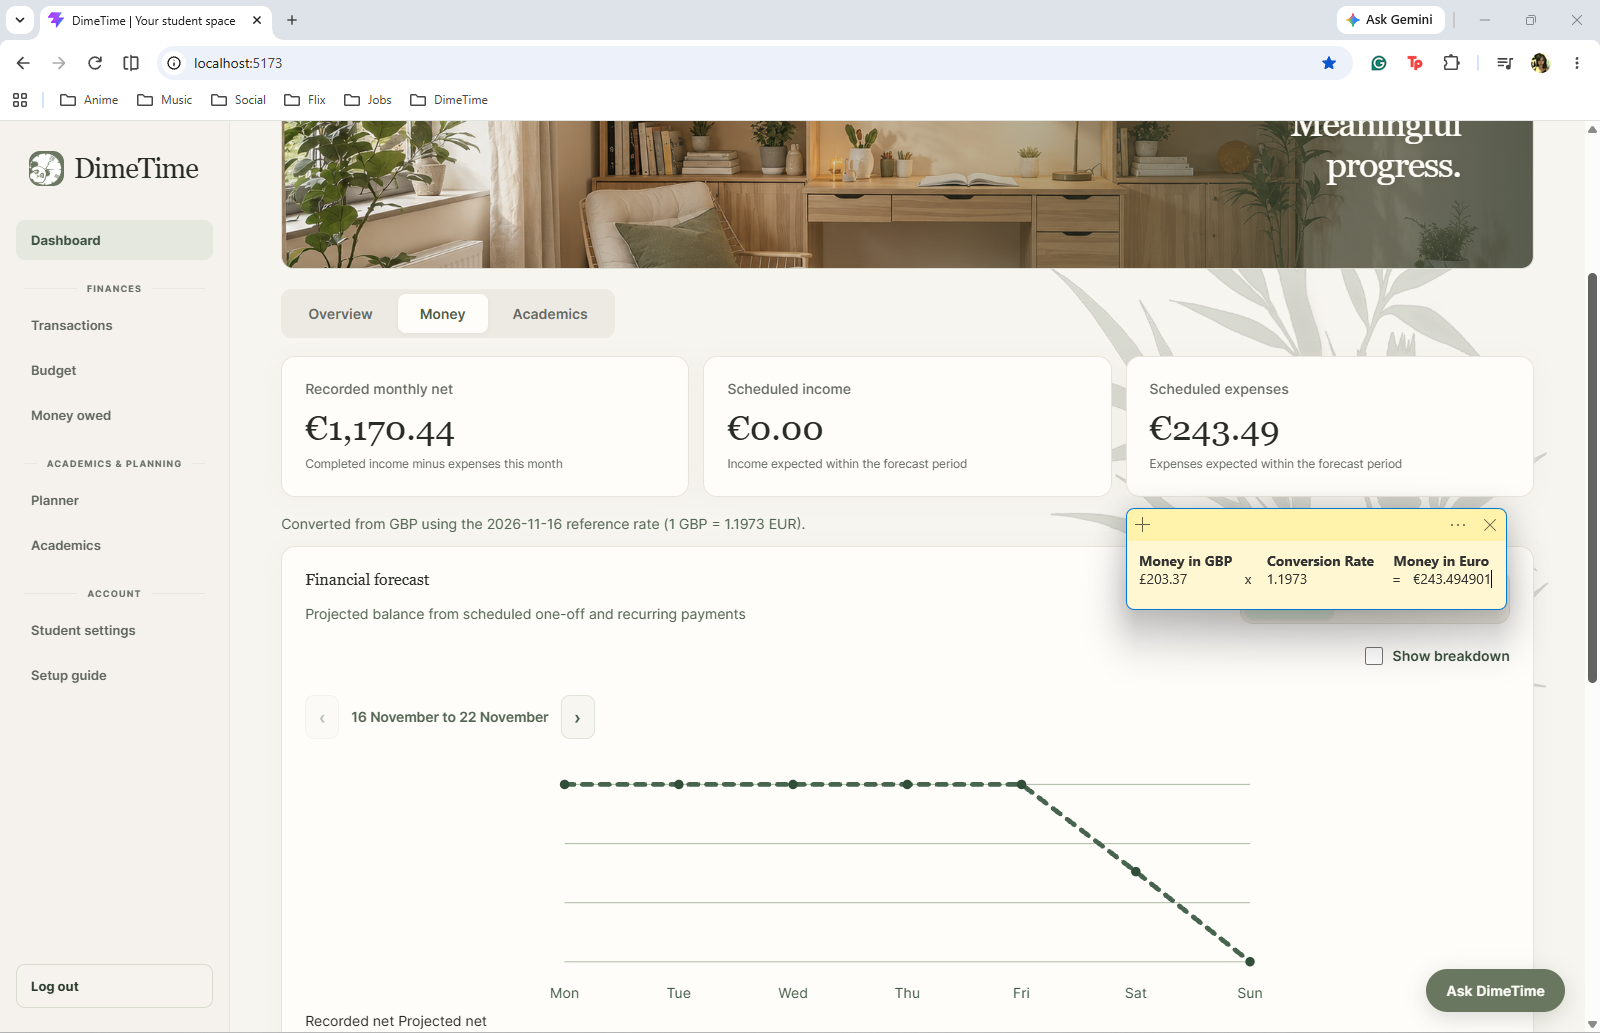 DimeTime | Your student space
Ask Gemini
localhost:5173
Anime
Music
Social
Flix
Jobs
DimeTime
DimeTime
Dashboard
FINANCES
Transactions
Budget
Money owed
ACADEMICS & PLANNING
Planner
Academics
ACCOUNT
Student settings
Setup guide
Log out
Meaningful
progress.
Overview
Money
Academics
Recorded monthly net
€1,170.44
Completed income minus expenses this month
Scheduled income
€0.00
Income expected within the forecast period
Scheduled expenses
€243.49
Expenses expected within the forecast period
Converted from GBP using the 2026-11-16 reference rate (1 GBP = 1.1973 EUR).
Money in GBP Conversion Rate Money in Euro
£203.37 x 1.1973 = €243.494901
Financial forecast
Projected balance from scheduled one-off and recurring payments
Show breakdown
‹ 16 November to 22 November ›
Mon Tue Wed Thu Fri Sat Sun
Recorded net Projected net
Ask DimeTime